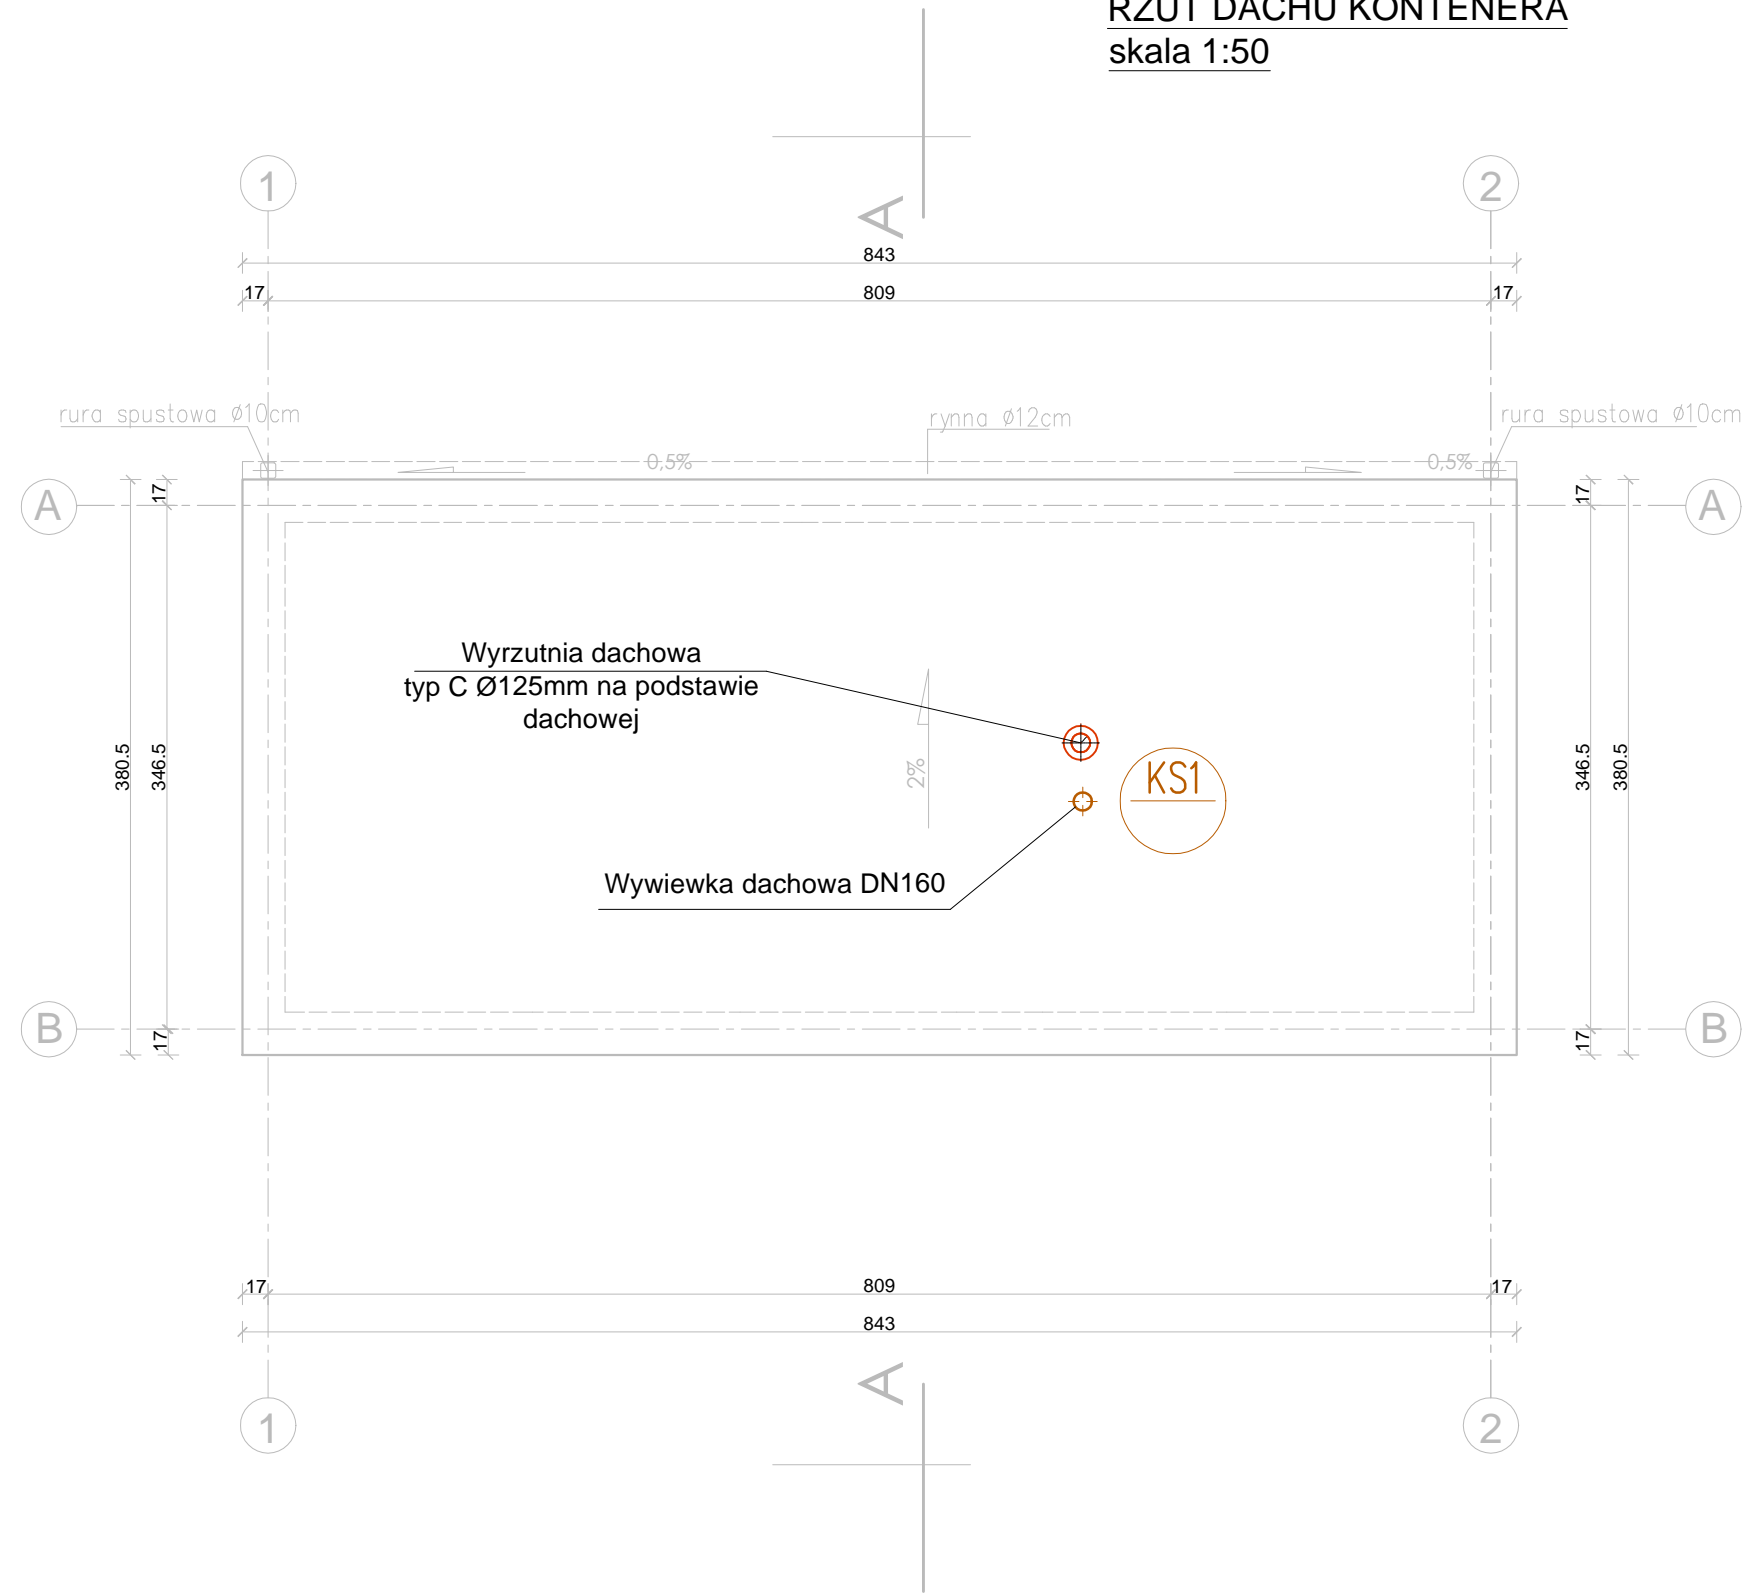 RZUT DACHU KONTENERA
skala 1:50
1
2
A
843
17
809
17
rura spustowa Ø10cm
rynna Ø12cm
rura spustowa Ø10cm
0,5%
0,5%
A
17
17
A
Wyrzutnia dachowa
typ C Ø125mm na podstawie
dachowej
380.5
346.5
2%
KS1
346.5
380.5
Wywiewka dachowa DN160
B
17
17
B
17
809
17
843
A
1
2